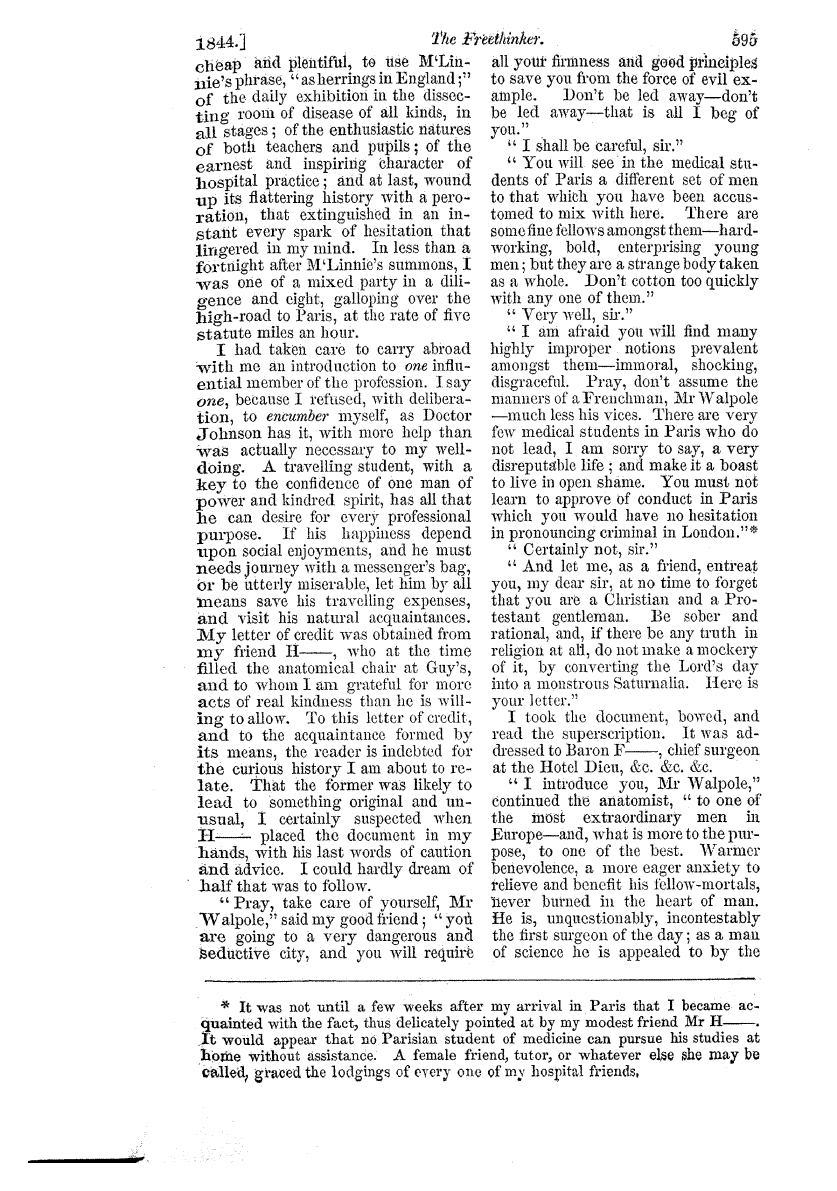 1844.] The Freethinker. 595
cheap and plentiful, to use M‘Lin-
nie's phrase, “as herrings in England;”
of the daily exhibition in the dissec-
ting room of disease of all kinds, in
all stages; of the enthusiastic natures
of both teachers and pupils; of the
earnest and inspiring character of
hospital practice; and at last, wound
up its flattering history with a pero-
ration, that extinguished in an in-
stant every spark of hesitation that
lingered in my mind. In less than a
fortnight after M‘Linnie's summons, I
was one of a mixed party in a dili-
gence and eight, galloping over the
high-road to Paris, at the rate of five
statute miles an hour.
I had taken care to carry abroad
with me an introduction to one influ-
ential member of the profession. I say
one, because I refused, with delibera-
tion, to encumber myself, as Doctor
Johnson has it, with more help than
was actually necessary to my well-
doing. A travelling student, with a
key to the confidence of one man of
power and kindred spirit, has all that
he can desire for every professional
purpose. If his happiness depend
upon social enjoyments, and he must
needs journey with a messenger's bag,
or be utterly miserable, let him by all
means save his travelling expenses,
and visit his natural acquaintances.
My letter of credit was obtained from
my friend H——, who at the time
filled the anatomical chair at Guy's,
and to whom I am grateful for more
acts of real kindness than he is will-
ing to allow. To this letter of credit,
and to the acquaintance formed by
its means, the reader is indebted for
the curious history I am about to re-
late. That the former was likely to
lead to something original and un-
usual, I certainly suspected when
H—— placed the document in my
hands, with his last words of caution
and advice. I could hardly dream of
half that was to follow.
“Pray, take care of yourself, Mr
Walpole,” said my good friend; “you
are going to a very dangerous and
seductive city, and you will require
all your firmness and good principles
to save you from the force of evil ex-
ample. Don't be led away—don't
be led away—that is all I beg of
you.”
“I shall be careful, sir.”
“You will see in the medical stu-
dents of Paris a different set of men
to that which you have been accus-
tomed to mix with here. There are
some fine fellows amongst them—hard-
working, bold, enterprising young
men; but they are a strange body taken
as a whole. Don't cotton too quickly
with any one of them.”
“Very well, sir.”
“I am afraid you will find many
highly improper notions prevalent
amongst them—immoral, shocking,
disgraceful. Pray, don't assume the
manners of a Frenchman, Mr Walpole
—much less his vices. There are very
few medical students in Paris who do
not lead, I am sorry to say, a very
disreputable life; and make it a boast
to live in open shame. You must not
learn to approve of conduct in Paris
which you would have no hesitation
in pronouncing criminal in London.”*
“Certainly not, sir.”
“And let me, as a friend, entreat
you, my dear sir, at no time to forget
that you are a Christian and a Pro-
testant gentleman. Be sober and
rational, and, if there be any truth in
religion at all, do not make a mockery
of it, by converting the Lord's day
into a monstrous Saturnalia. Here is
your letter.”
I took the document, bowed, and
read the superscription. It was ad-
dressed to Baron F——, chief surgeon
at the Hotel Dieu, &c. &c. &c.
“I introduce you, Mr Walpole,”
continued the anatomist, “to one of
the most extraordinary men in
Europe—and, what is more to the pur-
pose, to one of the best. Warmer
benevolence, a more eager anxiety to
relieve and benefit his fellow-mortals,
never burned in the heart of man.
He is, unquestionably, incontestably
the first surgeon of the day; as a man
of science he is appealed to by the
* It was not until a few weeks after my arrival in Paris that I became ac-
quainted with the fact, thus delicately pointed at by my modest friend Mr H——.
It would appear that no Parisian student of medicine can pursue his studies at
home without assistance. A female friend, tutor, or whatever else she may be
called, graced the lodgings of every one of my hospital friends.